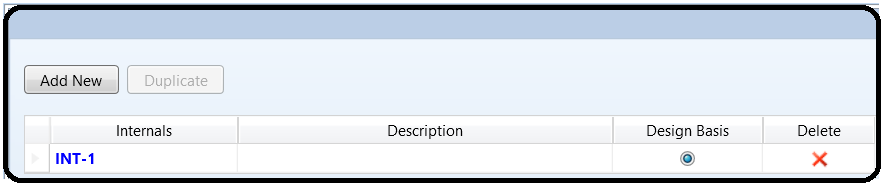 Add New Duplicate
Internals Description Design Basis Delete
INT-1